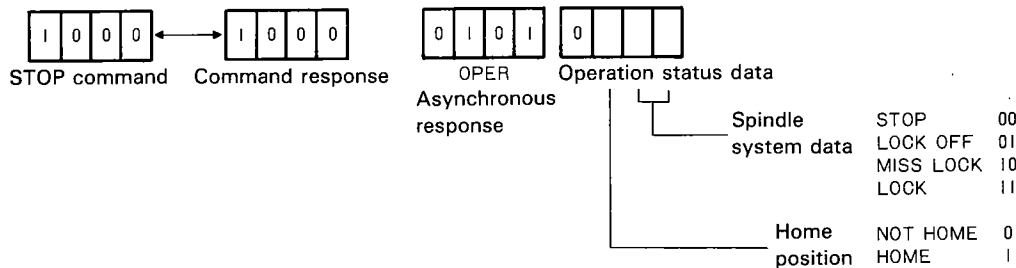 1 0 0 0 1 0 0 0 0 1 0 1 0
STOP command Command response OPER Operation status data
Asynchronous
response
Spindle
system data
STOP 00
LOCK OFF 01
MISS LOCK 10
LOCK 11
Home
position
NOT HOME 0
HOME 1